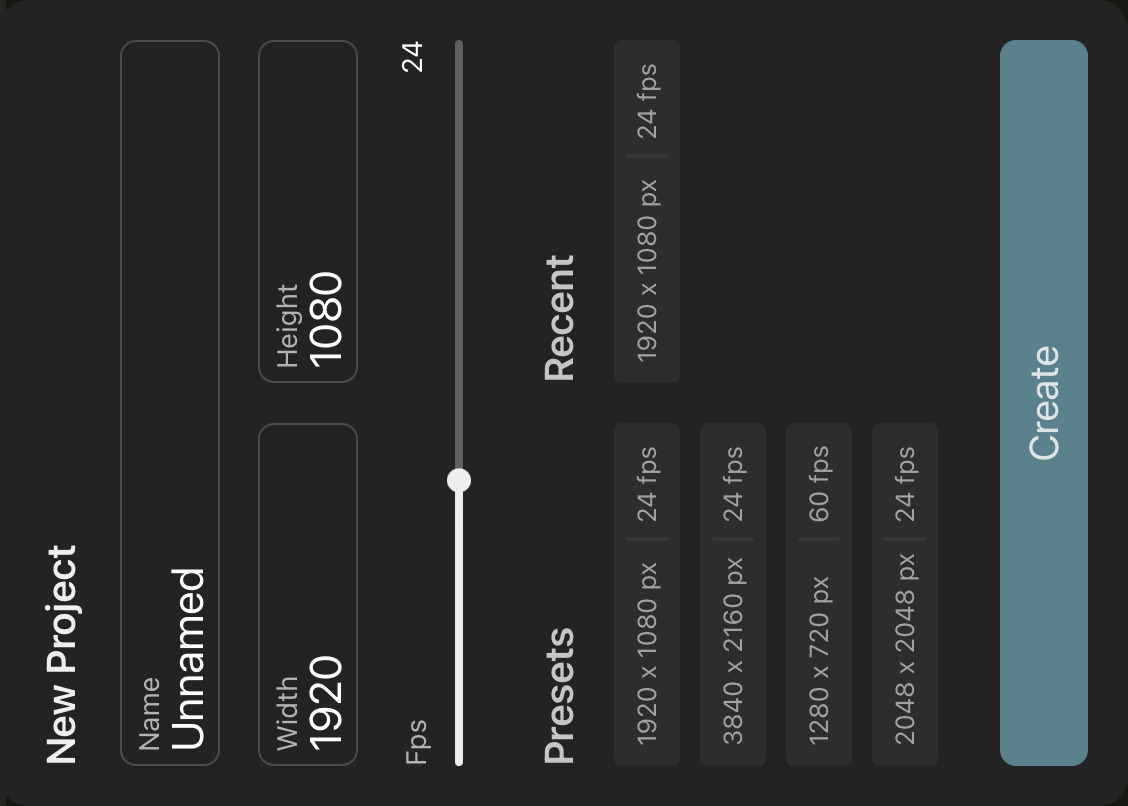 New Project
Name
Unnamed
Width
1920
Height
1080
Fps
24
Presets
1920 x 1080 px 24 fps
3840 x 2160 px 24 fps
1280 x 720 px 60 fps
2048 x 2048 px 24 fps
Recent
1920 x 1080 px 24 fps
Create